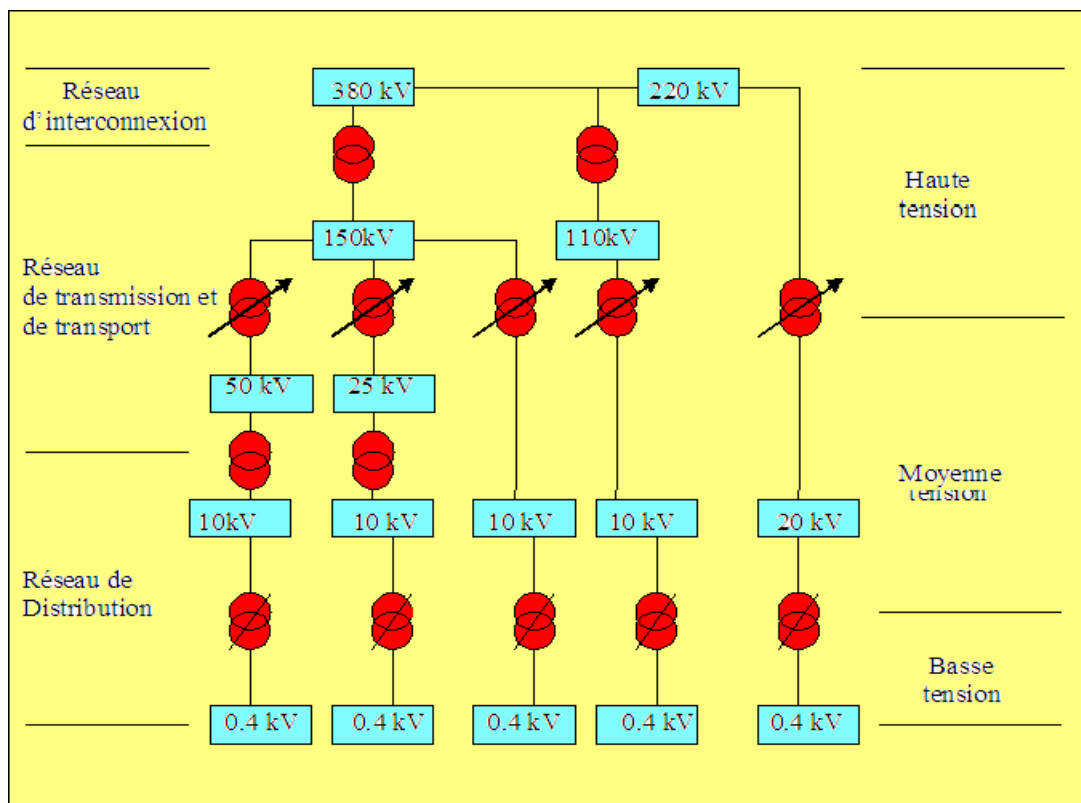 Réseau
d'interconnexion
380 kV
220 kV
Haute
tension
150kV
110kV
Réseau
de transmission et
de transport
50 kV
25 kV
Moyenne
tension
10kV
10 kV
10 kV
10 kV
20 kV
Réseau de
Distribution
Basse
tension
0.4 kV
0.4 kV
0.4 kV
0.4 kV
0.4 kV